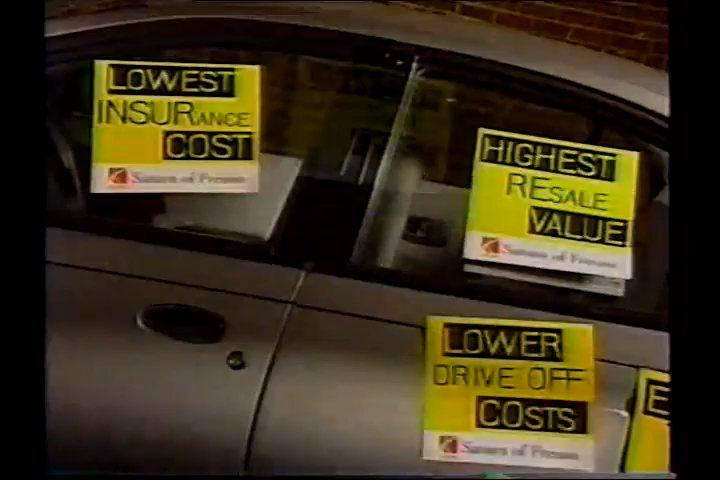 LOWEST
INSURANCE
COST
Saturn of Fresno
HIGHEST
RESALE
VALUE
Saturn of Fresno
LOWER
DRIVE OFF
COSTS
Saturn of Fresno
E